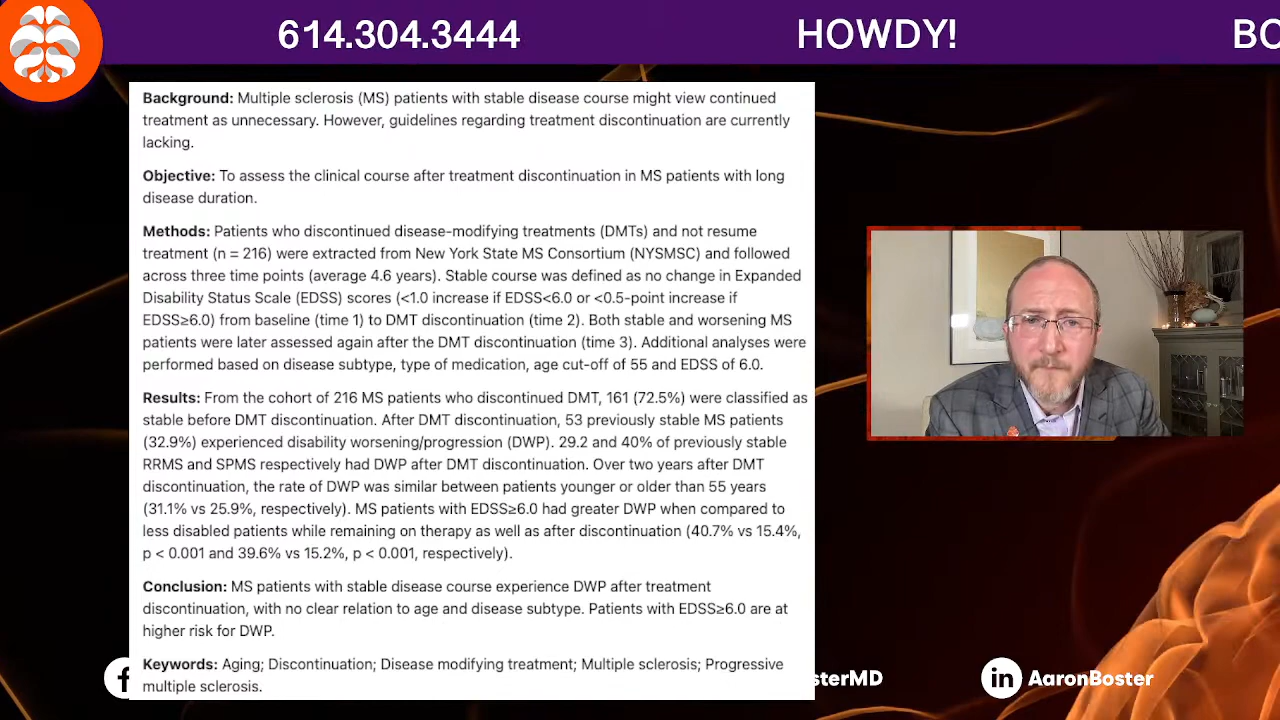 614.304.3444
HOWDY!
BO
Background: Multiple sclerosis (MS) patients with stable disease course might view continued
treatment as unnecessary. However, guidelines regarding treatment discontinuation are currently
lacking.
Objective: To assess the clinical course after treatment discontinuation in MS patients with long
disease duration.
Methods: Patients who discontinued disease-modifying treatments (DMTs) and not resume
treatment (n = 216) were extracted from New York State MS Consortium (NYSMSC) and followed
across three time points (average 4.6 years). Stable course was defined as no change in Expanded
Disability Status Scale (EDSS) scores (<1.0 increase if EDSS<6.0 or <0.5-point increase if
EDSS≥6.0) from baseline (time 1) to DMT discontinuation (time 2). Both stable and worsening MS
patients were later assessed again after the DMT discontinuation (time 3). Additional analyses were
performed based on disease subtype, type of medication, age cut-off of 55 and EDSS of 6.0.
Results: From the cohort of 216 MS patients who discontinued DMT, 161 (72.5%) were classified as
stable before DMT discontinuation. After DMT discontinuation, 53 previously stable MS patients
(32.9%) experienced disability worsening/progression (DWP). 29.2 and 40% of previously stable
RRMS and SPMS respectively had DWP after DMT discontinuation. Over two years after DMT
discontinuation, the rate of DWP was similar between patients younger or older than 55 years
(31.1% vs 25.9%, respectively). MS patients with EDSS≥6.0 had greater DWP when compared to
less disabled patients while remaining on therapy as well as after discontinuation (40.7% vs 15.4%,
p < 0.001 and 39.6% vs 15.2%, p < 0.001, respectively).
Conclusion: MS patients with stable disease course experience DWP after treatment
discontinuation, with no clear relation to age and disease subtype. Patients with EDSS≥6.0 are at
higher risk for DWP.
Keywords: Aging; Discontinuation; Disease modifying treatment; Multiple sclerosis; Progressive
multiple sclerosis.
sterMD
in AaronBoster